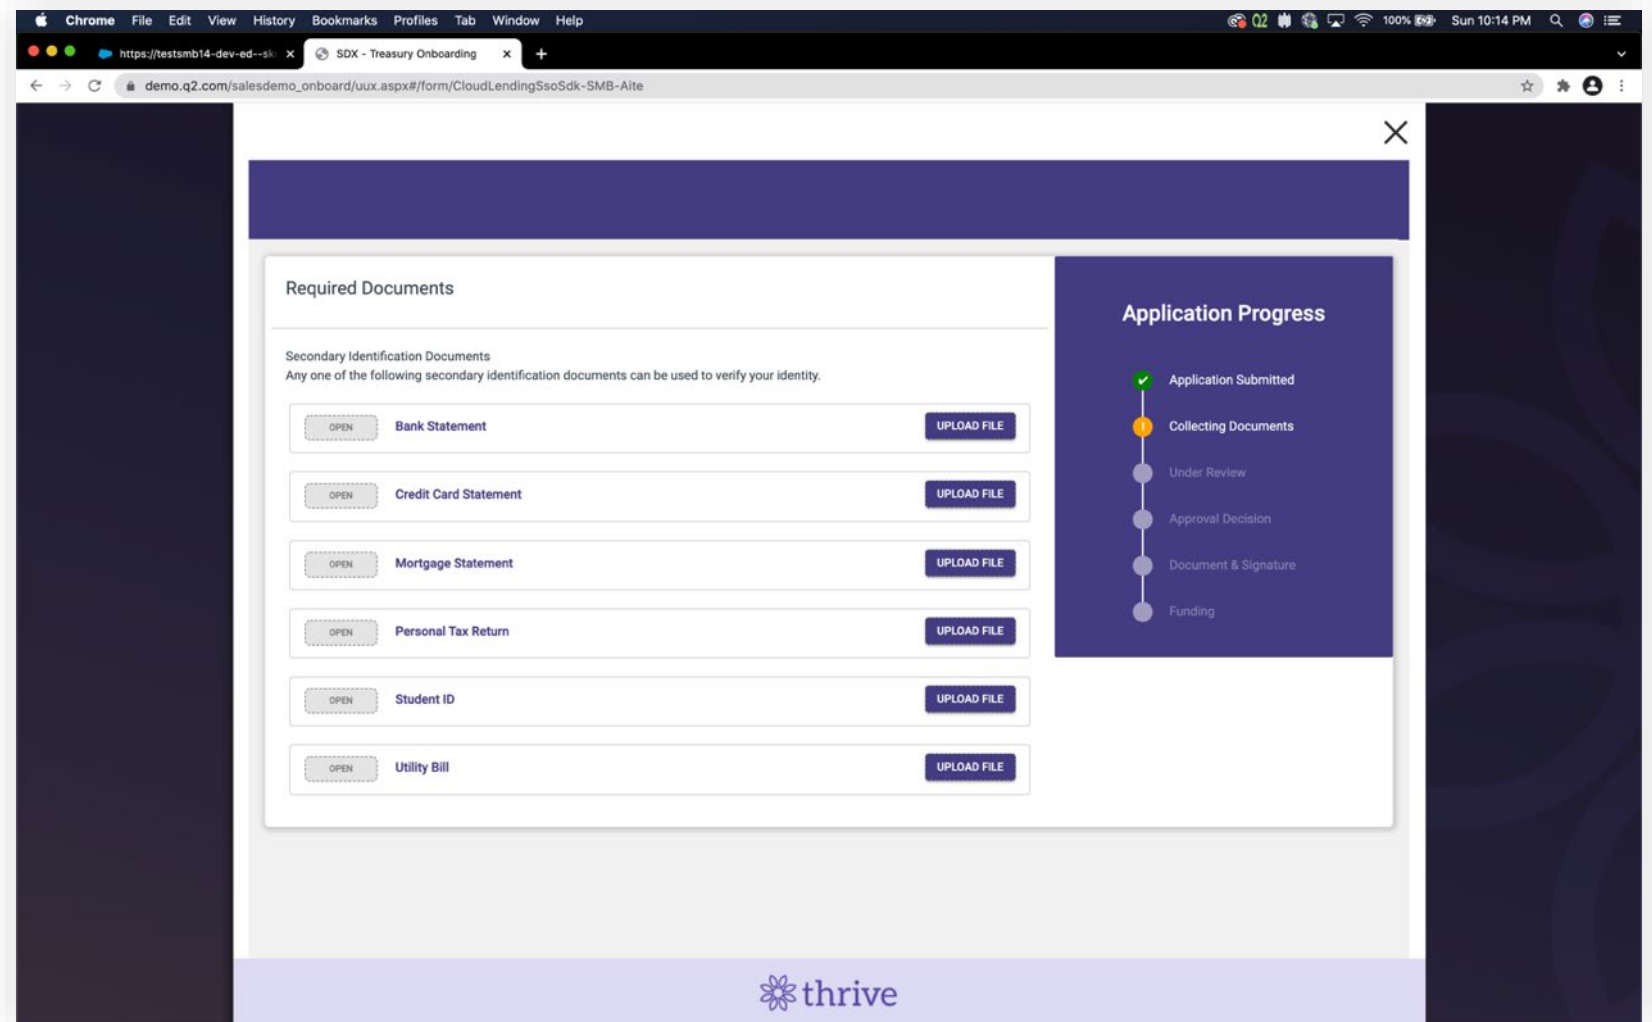 Chrome File Edit View History Bookmarks Profiles Tab Window Help
Q2 100% Sun 10:14 PM
https://testsmb14-dev-ed--sk
SDX - Treasury Onboarding
demo.q2.com/salesdemo_onboard/uux.aspx#/form/CloudLendingSsoSdk-SMB-Aite
Required Documents
Secondary Identification Documents
Any one of the following secondary identification documents can be used to verify your identity.
OPEN Bank Statement UPLOAD FILE
OPEN Credit Card Statement UPLOAD FILE
OPEN Mortgage Statement UPLOAD FILE
OPEN Personal Tax Return UPLOAD FILE
OPEN Student ID UPLOAD FILE
OPEN Utility Bill UPLOAD FILE
Application Progress
Application Submitted
Collecting Documents
Under Review
Approval Decision
Document & Signature
Funding
thrive